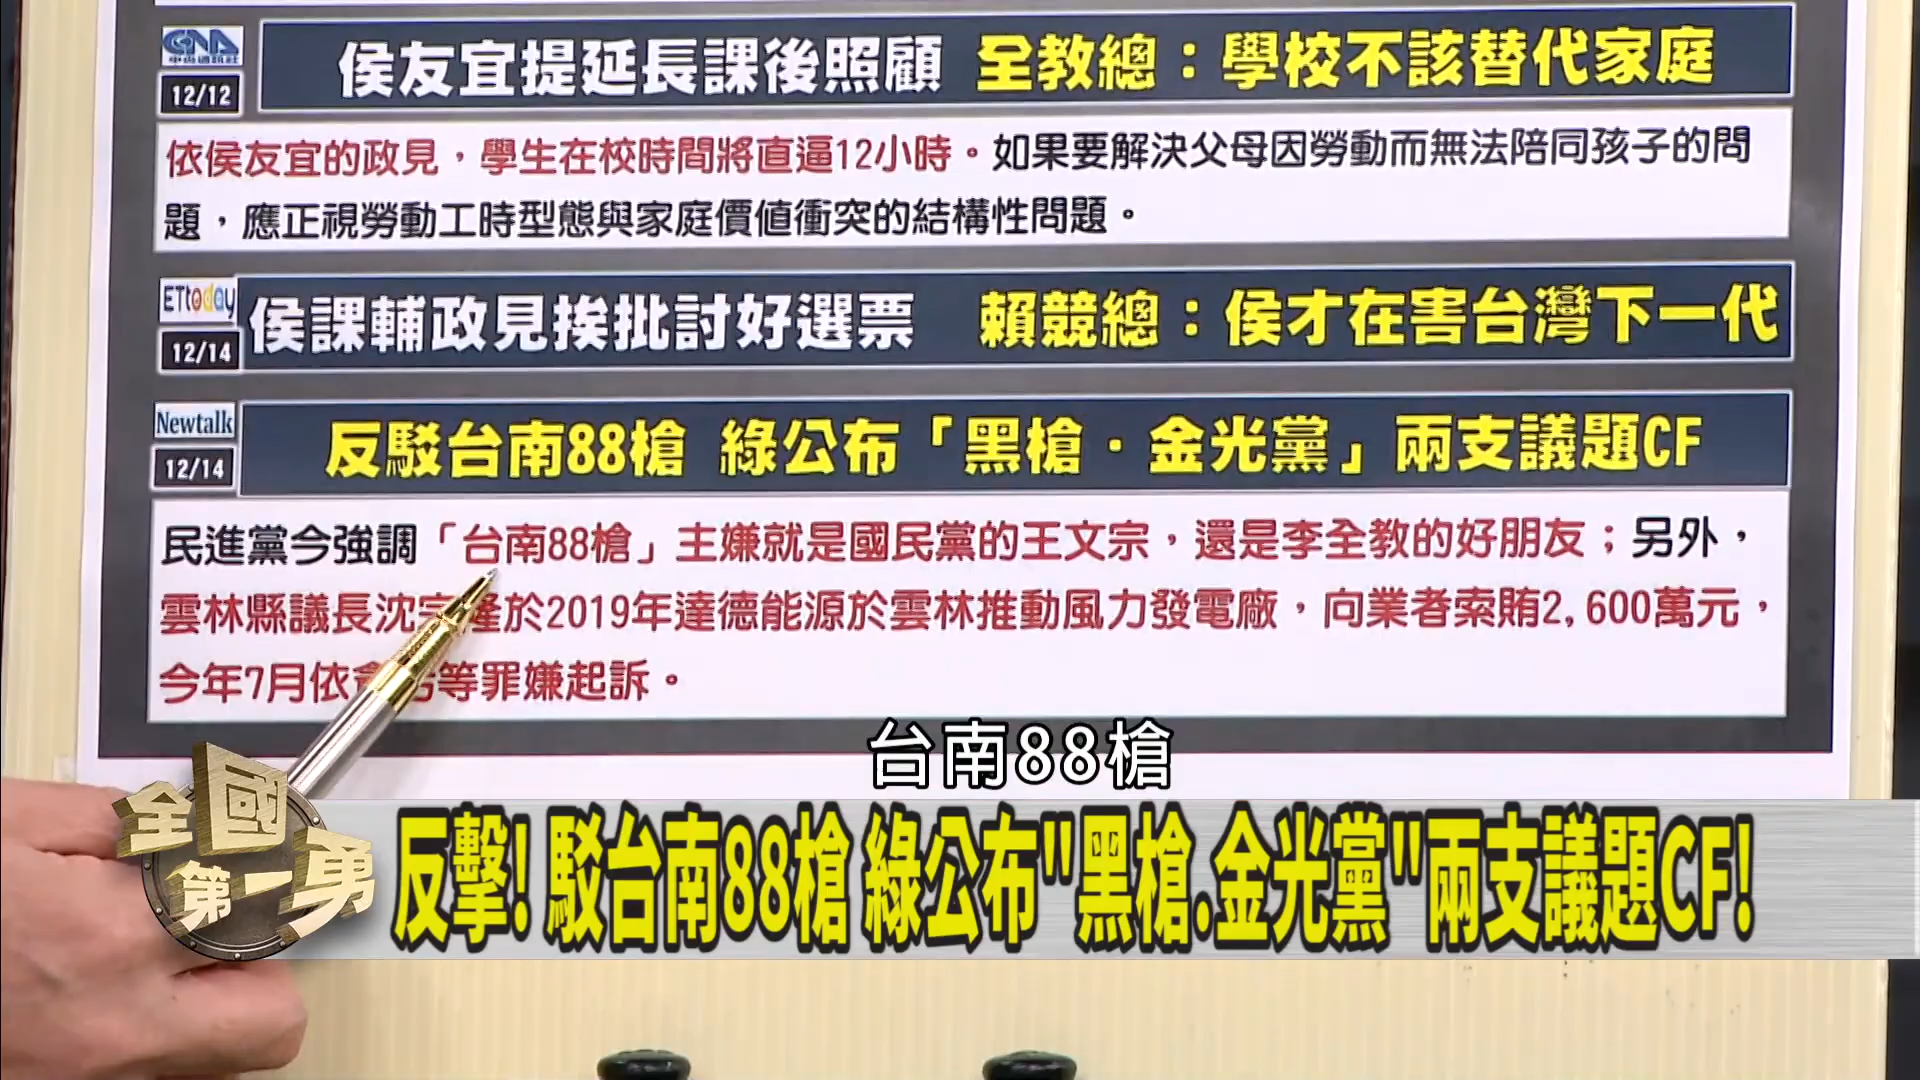 CNA
中央通訊社
12/12
侯友宜提延長課後照顧 全教總：學校不該替代家庭
依侯友宜的政見，學生在校時間將直逼12小時。如果要解決父母因勞動而無法陪同孩子的問
題，應正視勞動工時型態與家庭價值衝突的結構性問題。
ETtoday
12/14
侯課輔政見挨批討好選票 賴競總：侯才在害台灣下一代
Newtalk
12/14
反駁台南88槍 綠公布「黑槍·金光黨」兩支議題CF
民進黨今強調「台南88槍」主嫌就是國民黨的王文宗，還是李全教的好朋友；另外，
雲林縣議長沈宗隆於2019年達德能源於雲林推動風力發電廠，向業者索賄2,600萬元，
今年7月依 等罪嫌起訴。
台南88槍
全國第一勇
反擊!駁台南88槍 綠公布"黑槍.金光黨"兩支議題CF!